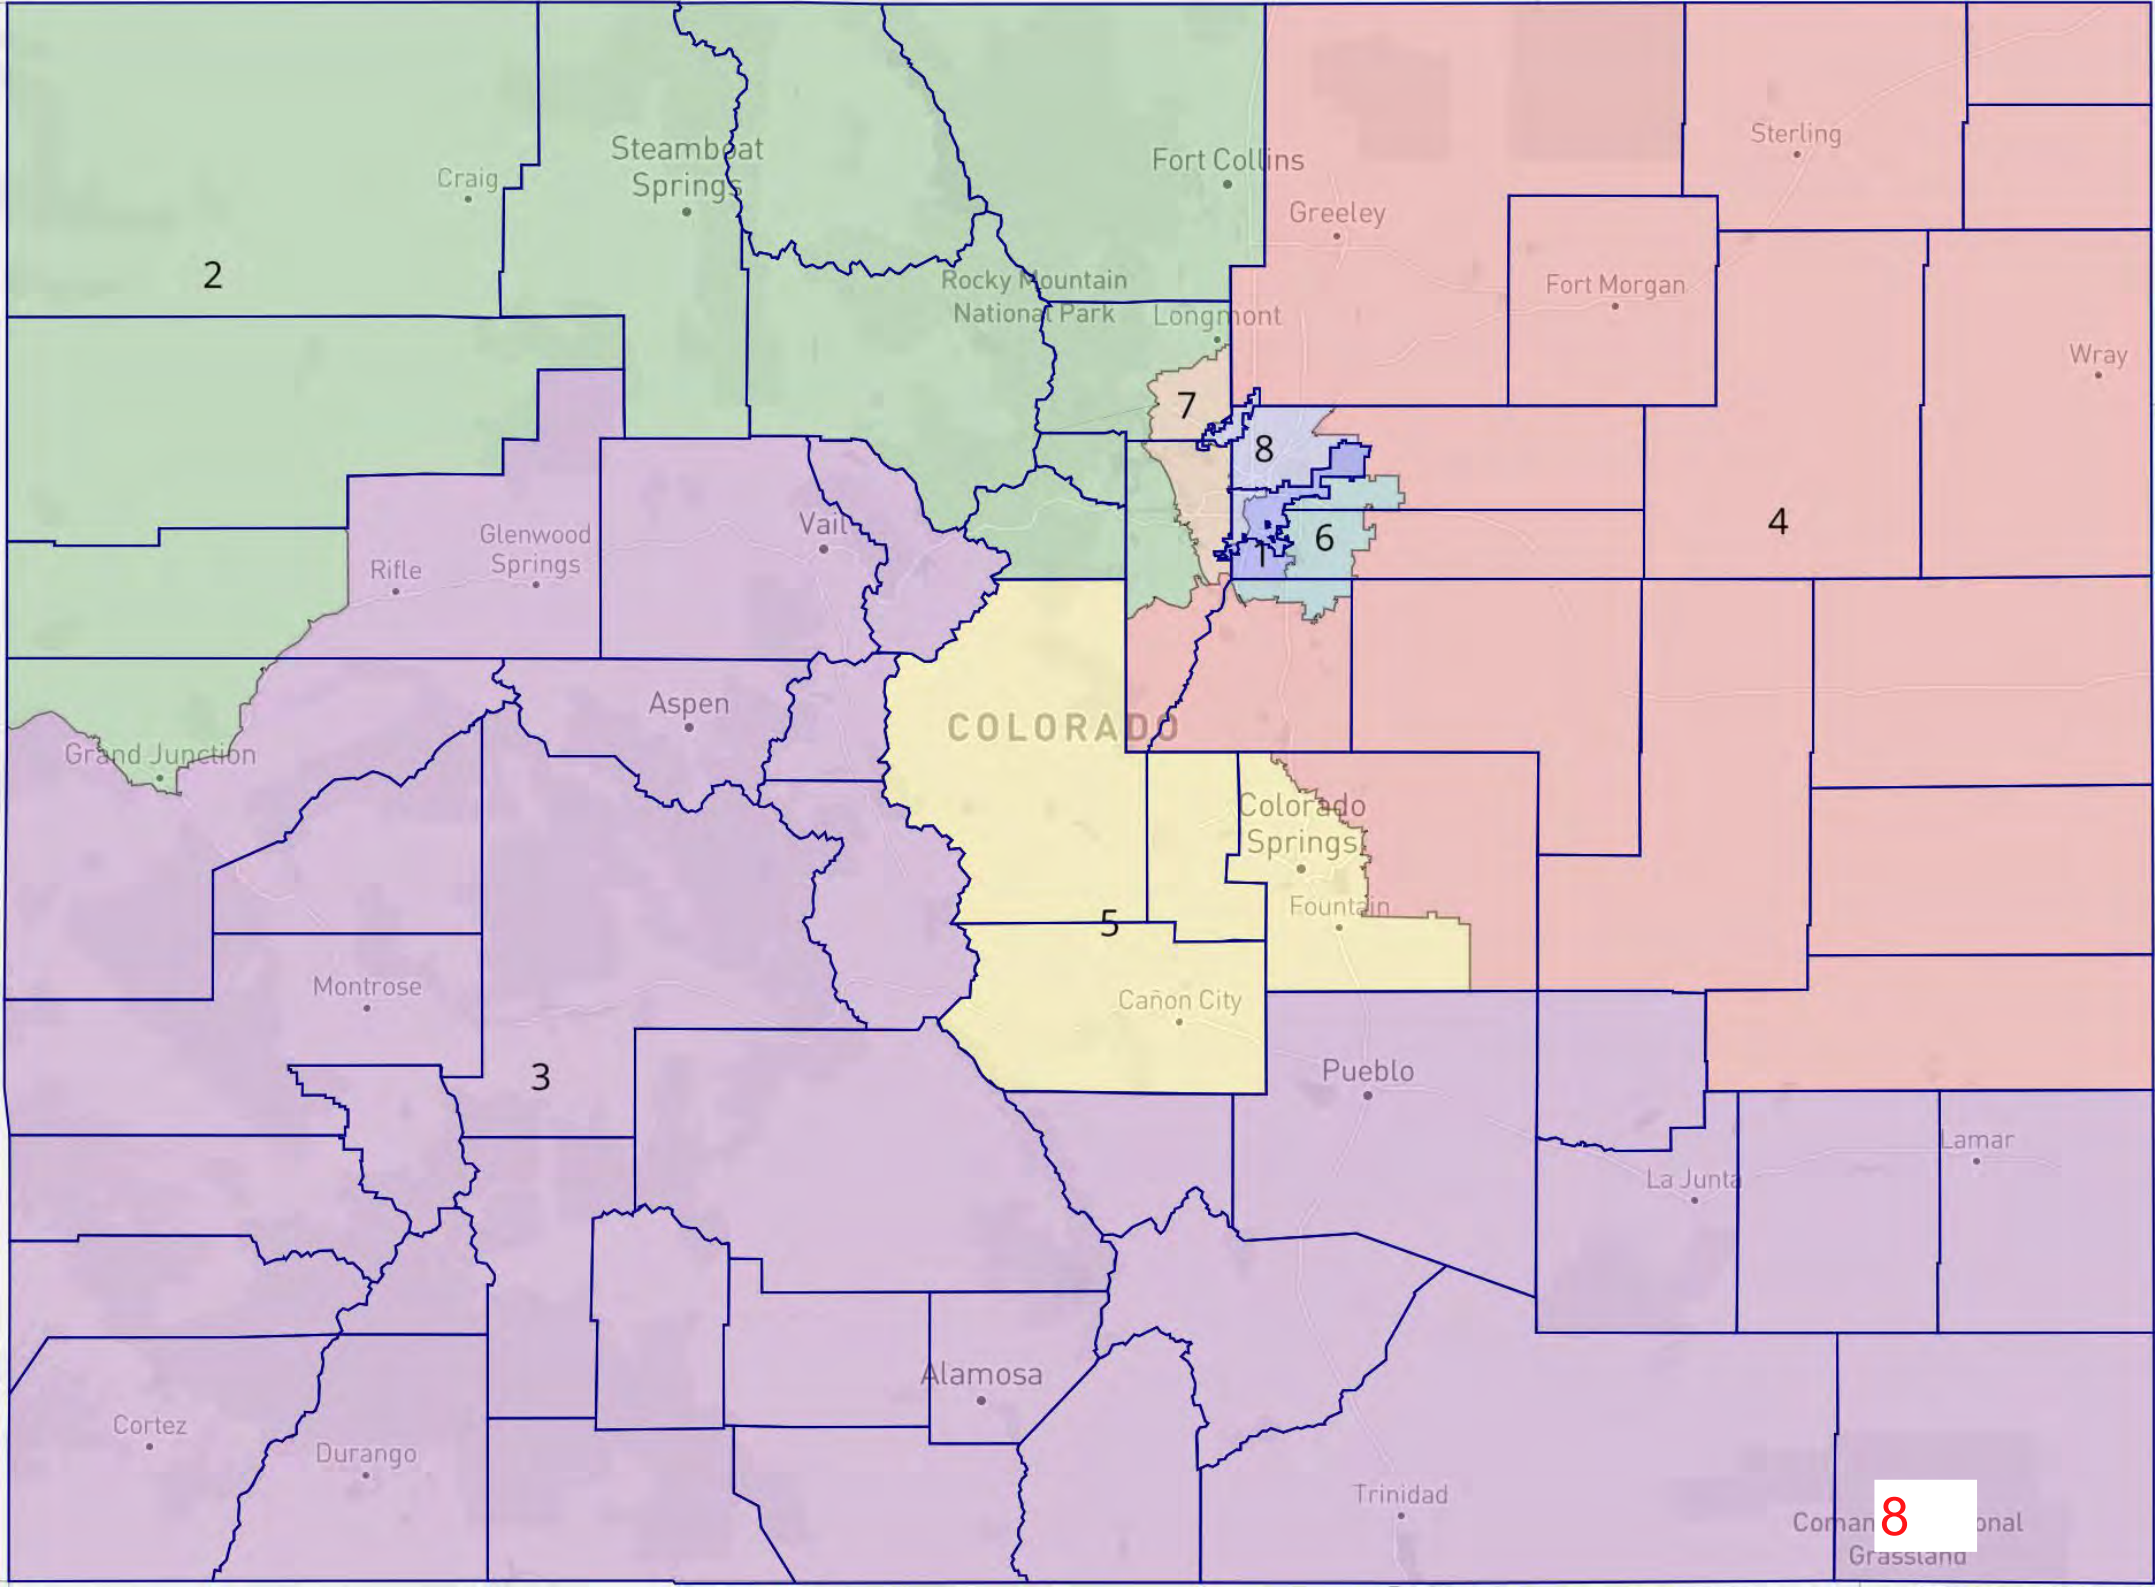 Sterling
Steamboat
Springs
Fort Collins
Craig
Greeley
2
Rocky Mountain
National Park
Fort Morgan
Longmont
Wray
7
8
Vail
4
Glenwood
Springs
6
1
Rifle
Aspen
COLORADO
Grand Junction
Colorado
Springs
Fountain
5
Montrose
Cañon City
3
Pueblo
Lamar
La Junta
Alamosa
Cortez
Durango
Trinidad
8
Grassland